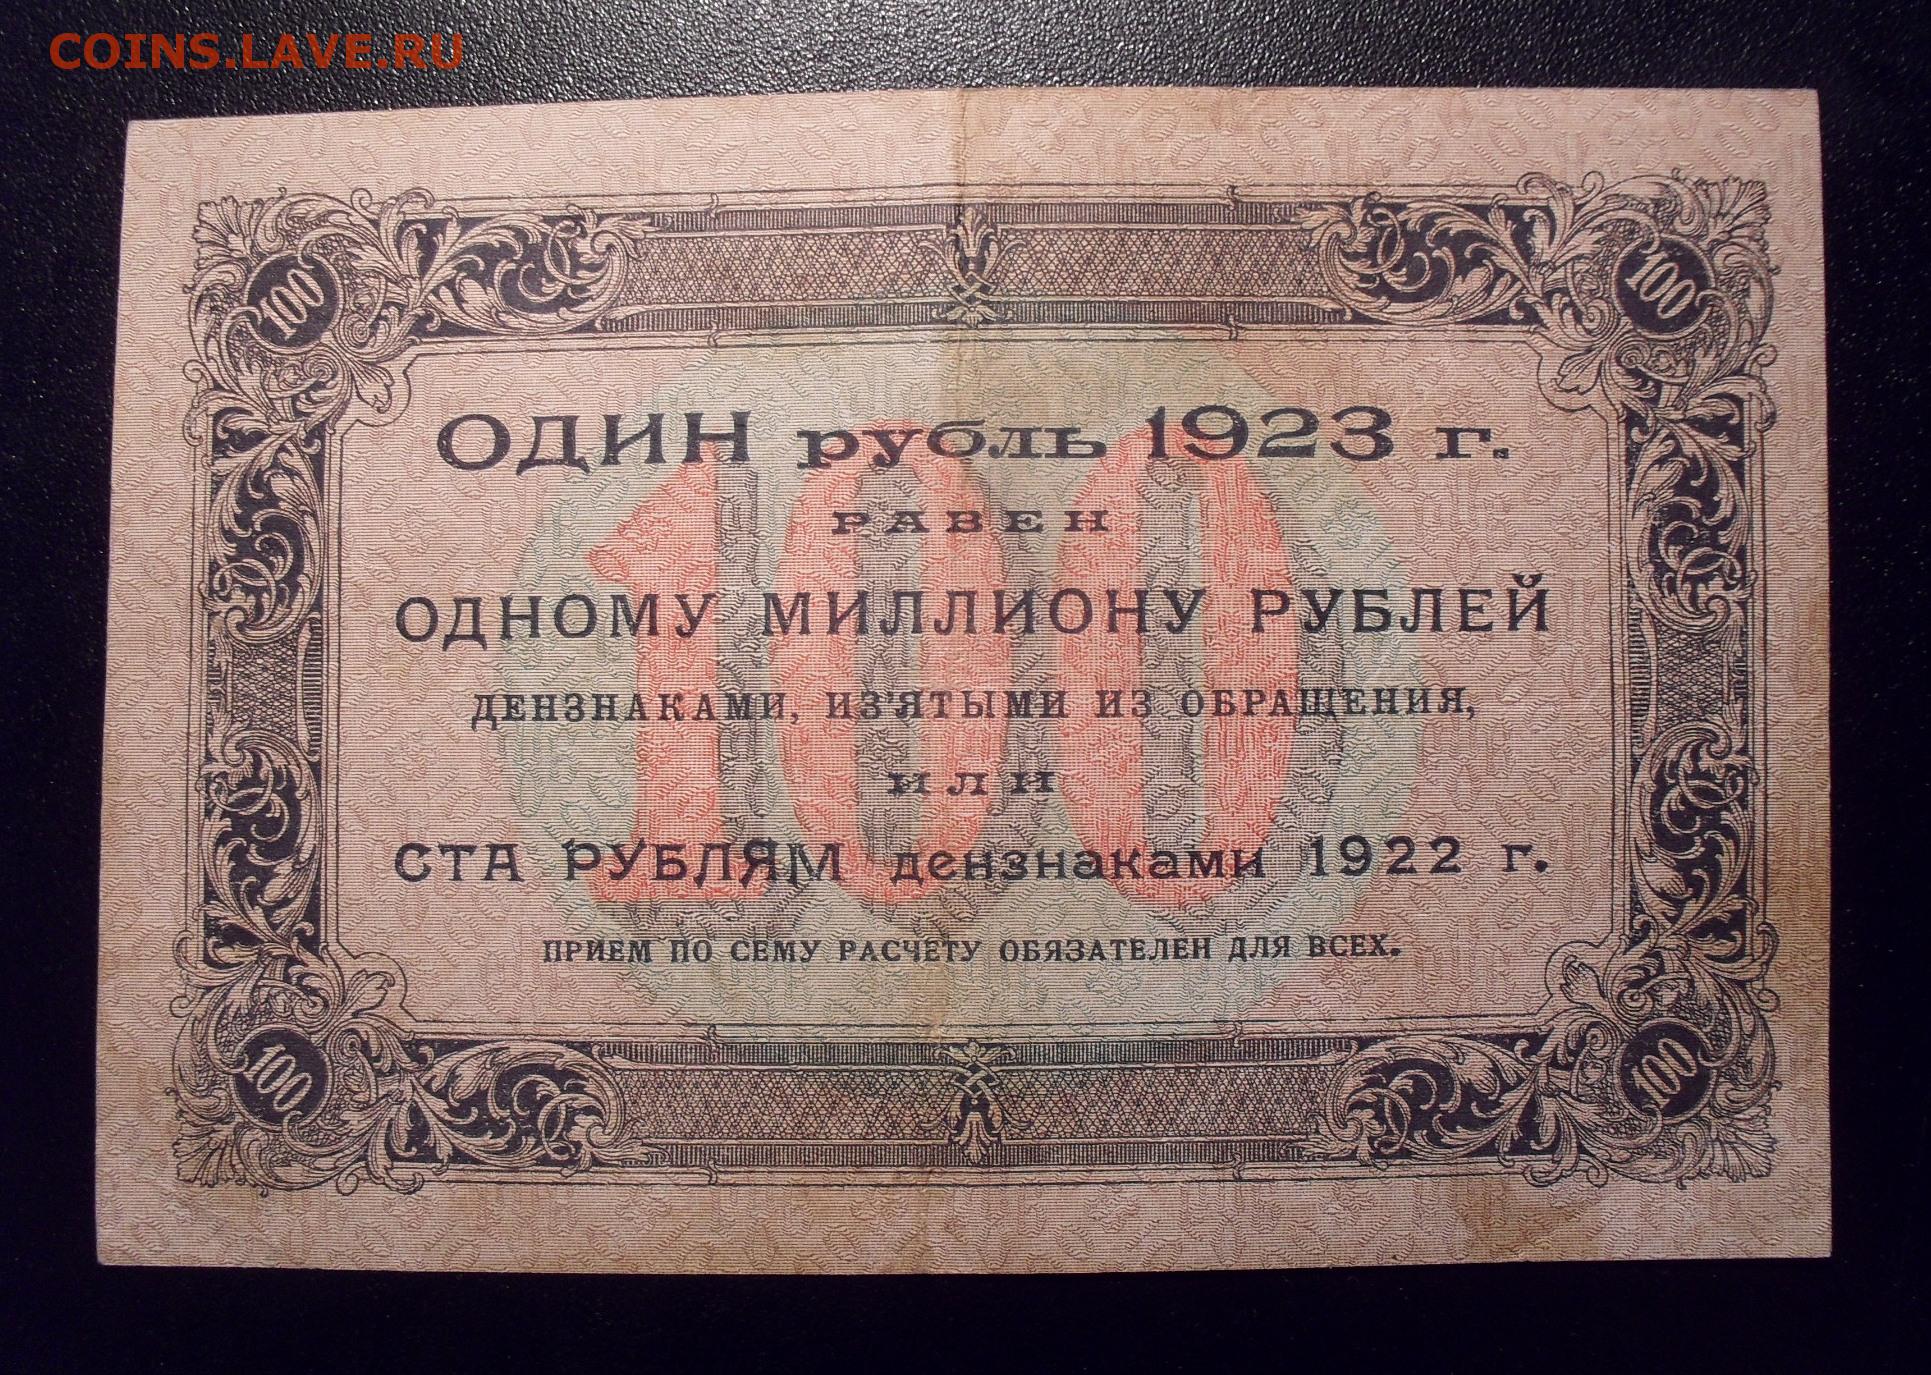 COINS.LAVE.RU
100 100
ОДИН рубль 1923 г.
РАВЕН
ОДНОМУ МИЛЛИОНУ РУБЛЕЙ
ДЕНЗНАКАМИ, ИЗ'ЯТЫМИ ИЗ ОБРАЩЕНИЯ,
ИЛИ
СТА РУБЛЯМ дензнаками 1922 г.
ПРИЕМ ПО СЕМУ РАСЧЕТУ ОБЯЗАТЕЛЕН ДЛЯ ВСЕХ.
100
100 100